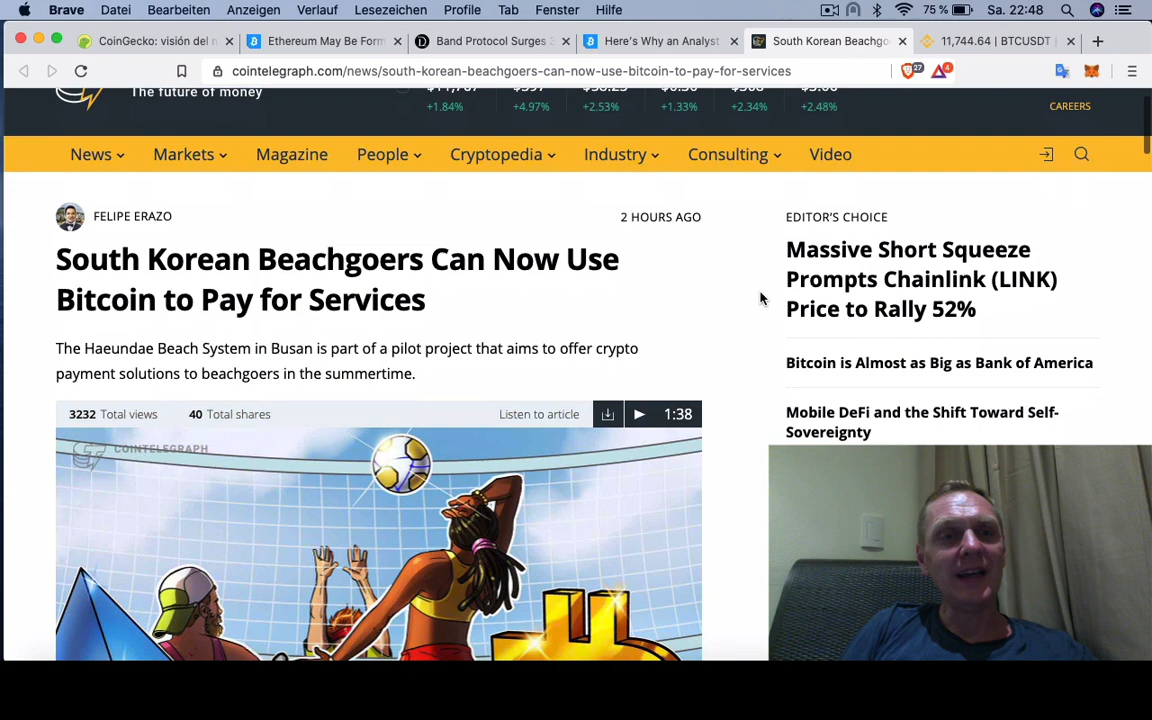 Brave Datei Bearbeiten Anzeigen Verlauf Lesezeichen Profile Tab Fenster Hilfe 75 % Sa. 22:48
CoinGecko: visión del n Ethereum May Be Form Band Protocol Surges 3 Here's Why an Analyst South Korean Beachgo 11,744.64 | BTCUSDT |
cointelegraph.com/news/south-korean-beachgoers-can-now-use-bitcoin-to-pay-for-services 27 4
The future of money
+1.84% +4.97% +2.53% +1.33% +2.34% +2.48% CAREERS
News Markets Magazine People Cryptopedia Industry Consulting Video
FELIPE ERAZO 2 HOURS AGO
South Korean Beachgoers Can Now Use
Bitcoin to Pay for Services
The Haeundae Beach System in Busan is part of a pilot project that aims to offer crypto
payment solutions to beachgoers in the summertime.
3232 Total views 40 Total shares Listen to article 1:38
COINTELEGRAPH
EDITOR'S CHOICE
Massive Short Squeeze
Prompts Chainlink (LINK)
Price to Rally 52%
Bitcoin is Almost as Big as Bank of America
Mobile DeFi and the Shift Toward Self-
Sovereignty